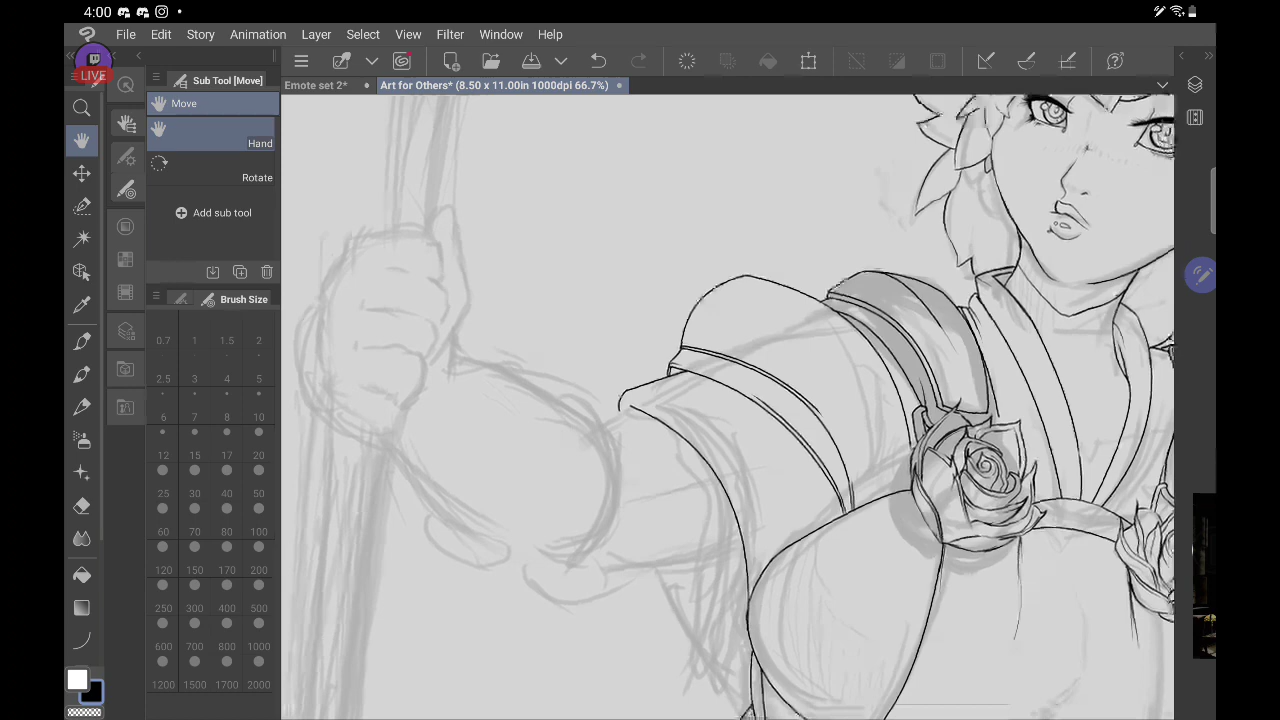 4:00
File Edit Story Animation Layer Select View Filter Window Help
LIVE
Sub Tool [Move]
Emote set 2*
Art for Others* (8.50 x 11.00in 1000dpi 66.7%)
Move
Hand
Rotate
Add sub tool
Brush Size
0.7 1 1.5 2
2.5 3 4 5
6 7 8 10
12 15 17 20
25 30 40 50
60 70 80 100
120 150 170 200
250 300 400 500
600 700 800 1000
1200 1500 1700 2000